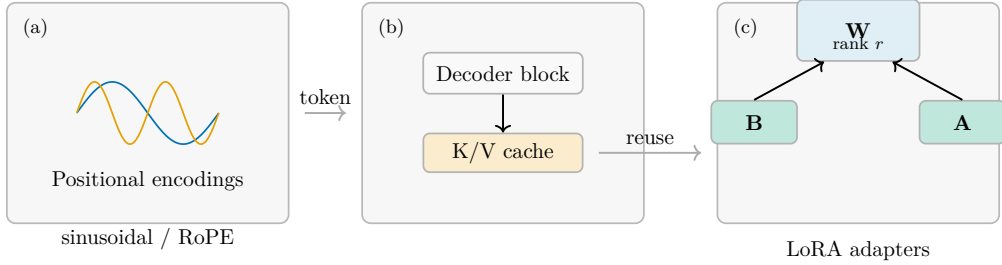 (a)
Positional encodings
sinusoidal / RoPE
token
(b)
Decoder block
K/V cache
reuse
(c)
W
rank r
B
A
LoRA adapters